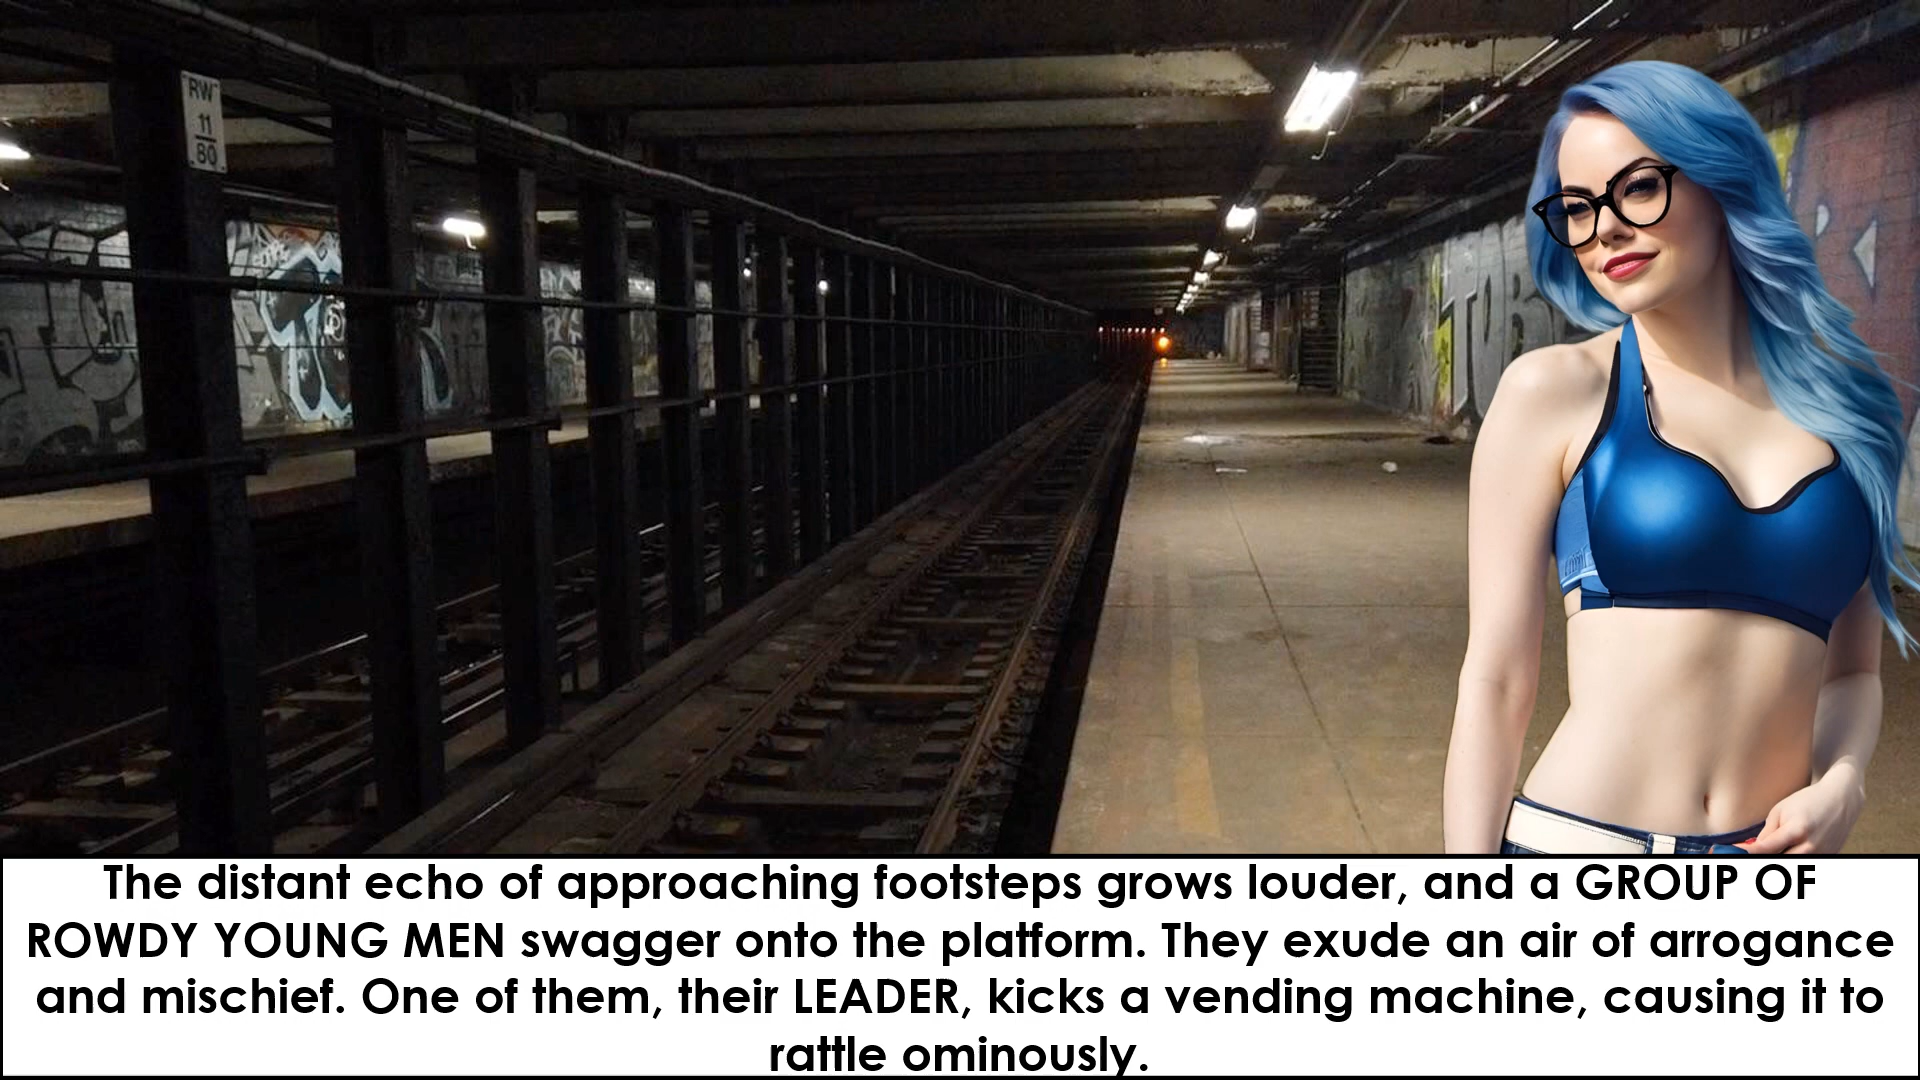 RW
11
80
TOR
The distant echo of approaching footsteps grows louder, and a GROUP OF
ROWDY YOUNG MEN swagger onto the platform. They exude an air of arrogance
and mischief. One of them, their LEADER, kicks a vending machine, causing it to
rattle ominously.